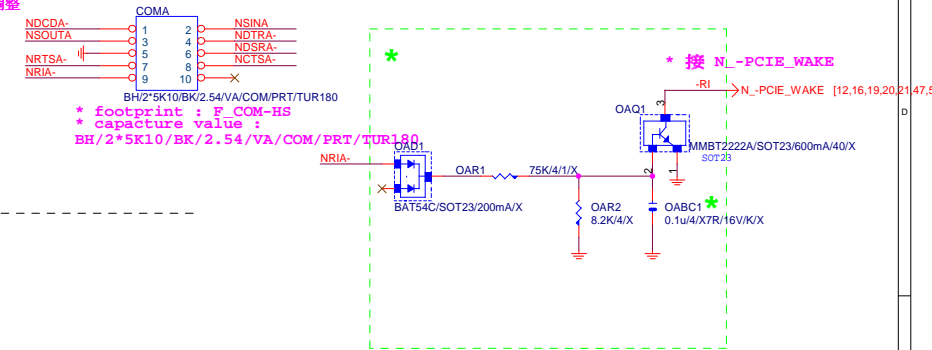 調整
COMA
NDCDA-
NSOUTA
NRTSA-
NRIA-
1 2
3 4
5 6
7 8
9 10
NSINA
NDTRA-
NDSRA-
NCTSA-
BH/2*5K10/BK/2.54/VA/COM/PRT/TUR180
* footprint : F_COM-HS
* capacture value :
BH/2*5K10/BK/2.54/VA/COM/PRT/TUR180
*
* 接 N_-PCIE_WAKE
-RI
N_-PCIE_WAKE [12,16,19,20,21,47,5
D
OAQ1
3
MMBT2222A/SOT23/600mA/40/X
SOT23
2
1
OAD1
NRIA-
BAT54C/SOT23/200mA/X
OAR1
75K/4/1/X
OAR2
8.2K/4/X
OABC1
0.1u/4/X7R/16V/K/X
*